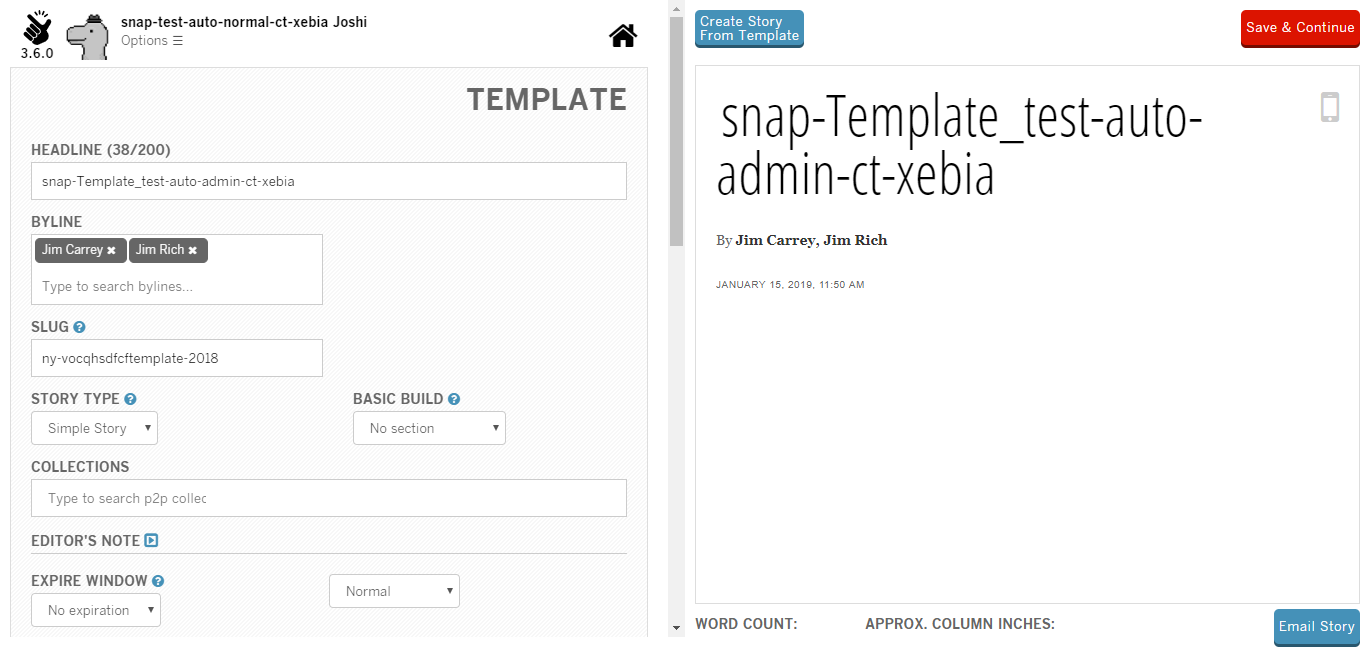 snap-test-auto-normal-ct-xebia Joshi
Options ☰
3.6.0
TEMPLATE
HEADLINE (38/200)
snap-Template_test-auto-admin-ct-xebia
BYLINE
Jim Carrey ✖ Jim Rich ✖
Type to search bylines...
SLUG ?
ny-vocqhsdfcftemplate-2018
STORY TYPE ? BASIC BUILD ?
Simple Story ▾ No section ▾
COLLECTIONS
Type to search p2p collec
EDITOR'S NOTE
EXPIRE WINDOW ?
Normal ▾
No expiration ▾
Create Story
From Template
Save & Continue
snap-Template_test-auto-
admin-ct-xebia
By Jim Carrey, Jim Rich
JANUARY 15, 2019, 11:50 AM
WORD COUNT: APPROX. COLUMN INCHES:
Email Story